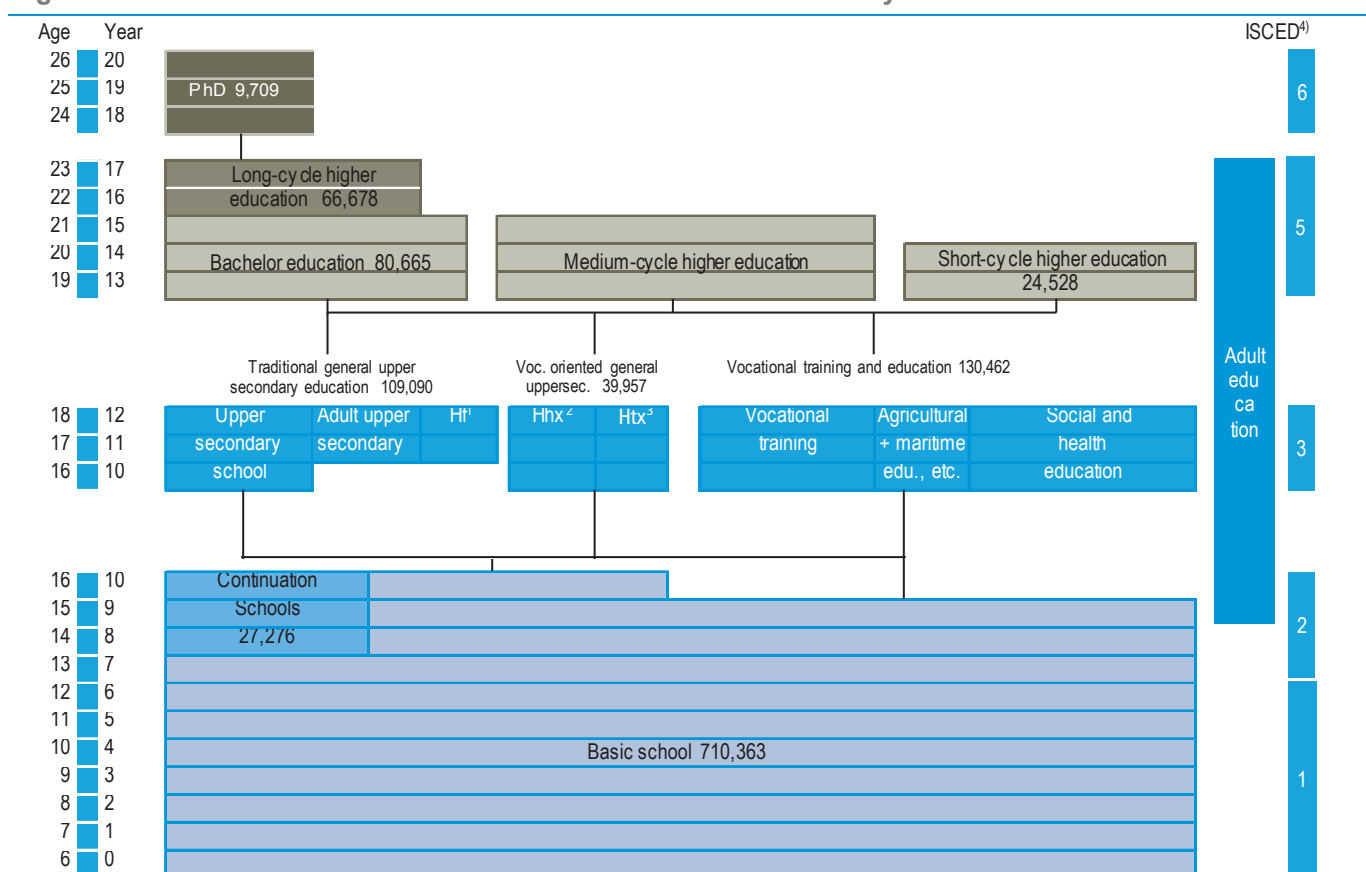 Age Year ISCED4)
26 20
25 19 PhD 9,709 6
24 18
23 17 Long-cycle higher
22 16 education 66,678
21 15 5
20 14 Bachelor education 80,665 Medium-cycle higher education Short-cycle higher education
19 13 24,528
Traditional general upper secondary education 109,090
Voc. oriented general uppersec. 39,957
Vocational training and education 130,462
Adult
edu
ca
tion
18 12 Upper Adult upper Hf1 Hhx 2 Htx3 Vocational Agricultural Social and
17 11 secondary secondary training + maritime health 3
16 10 school edu., etc. education
16 10 Continuation
15 9 Schools
14 8 27,276 2
13 7
12 6
11 5
10 4 Basic school 710,363
9 3 1
8 2
7 1
6 0